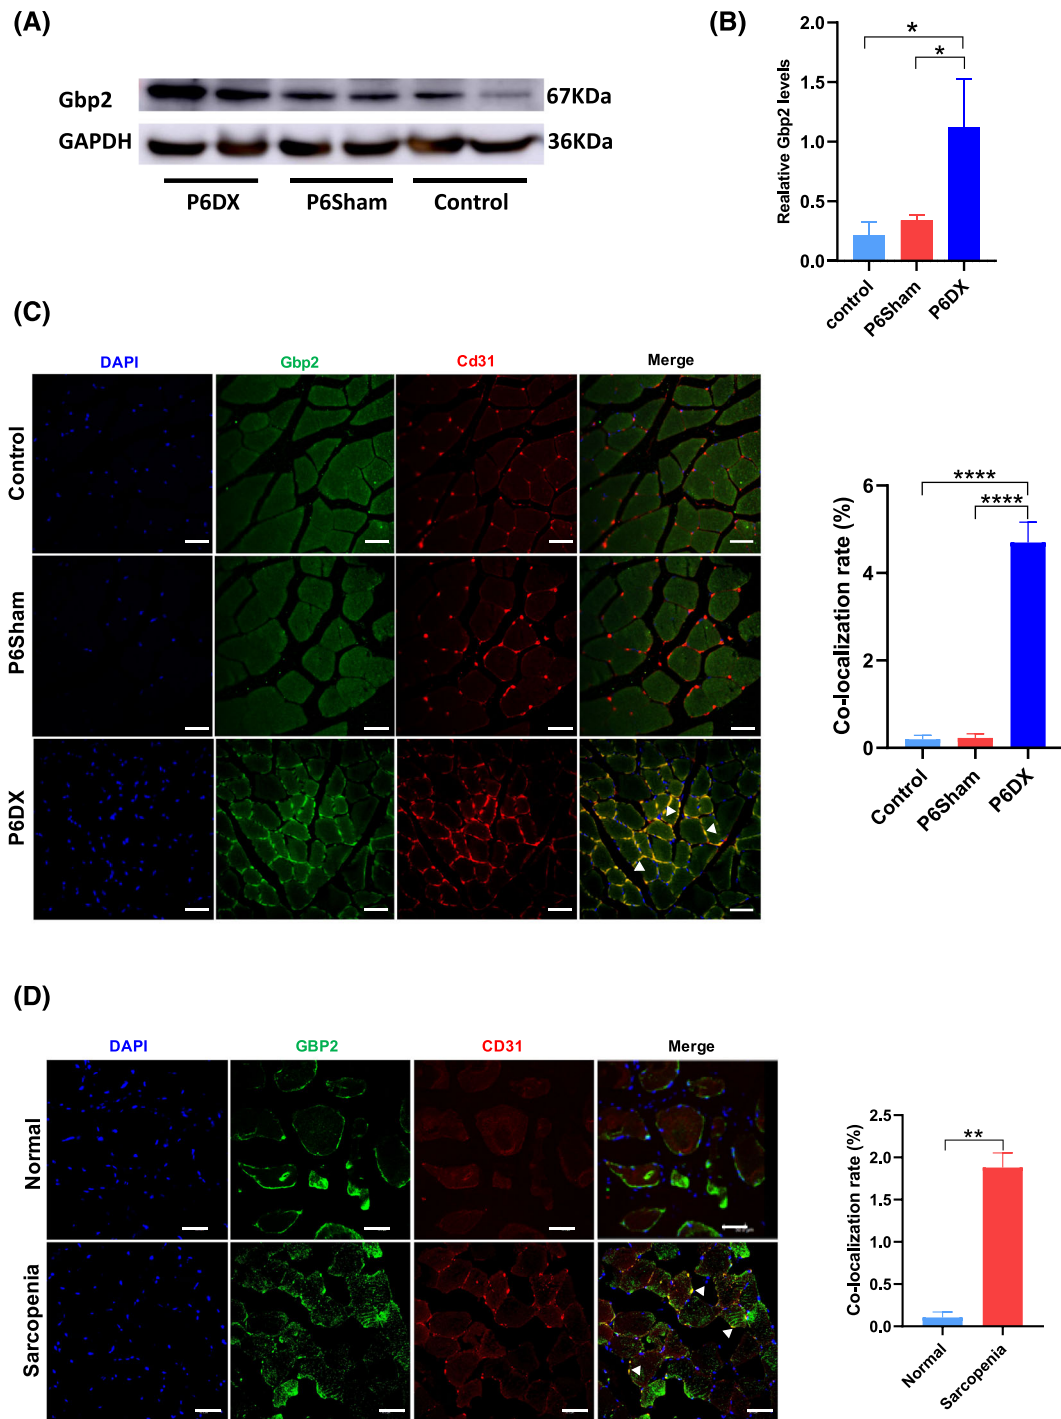 (A)
Gbp2
67KDa
GAPDH
36KDa
P6DX
P6Sham
Control
(B)
Realative Gbp2 levels
2.0
1.5
1.0
0.5
0.0
*
*
control
P6Sham
P6DX
(C)
DAPI
Gbp2
Cd31
Merge
Control
P6Sham
P6DX
Co-localization rate (%)
6
4
2
0
****
****
Control
P6Sham
P6DX
(D)
DAPI
GBP2
CD31
Merge
Normal
Sarcopenia
Co-localization rate (%)
2.5
2.0
1.5
1.0
0.5
0.0
**
Normal
Sarcopenia